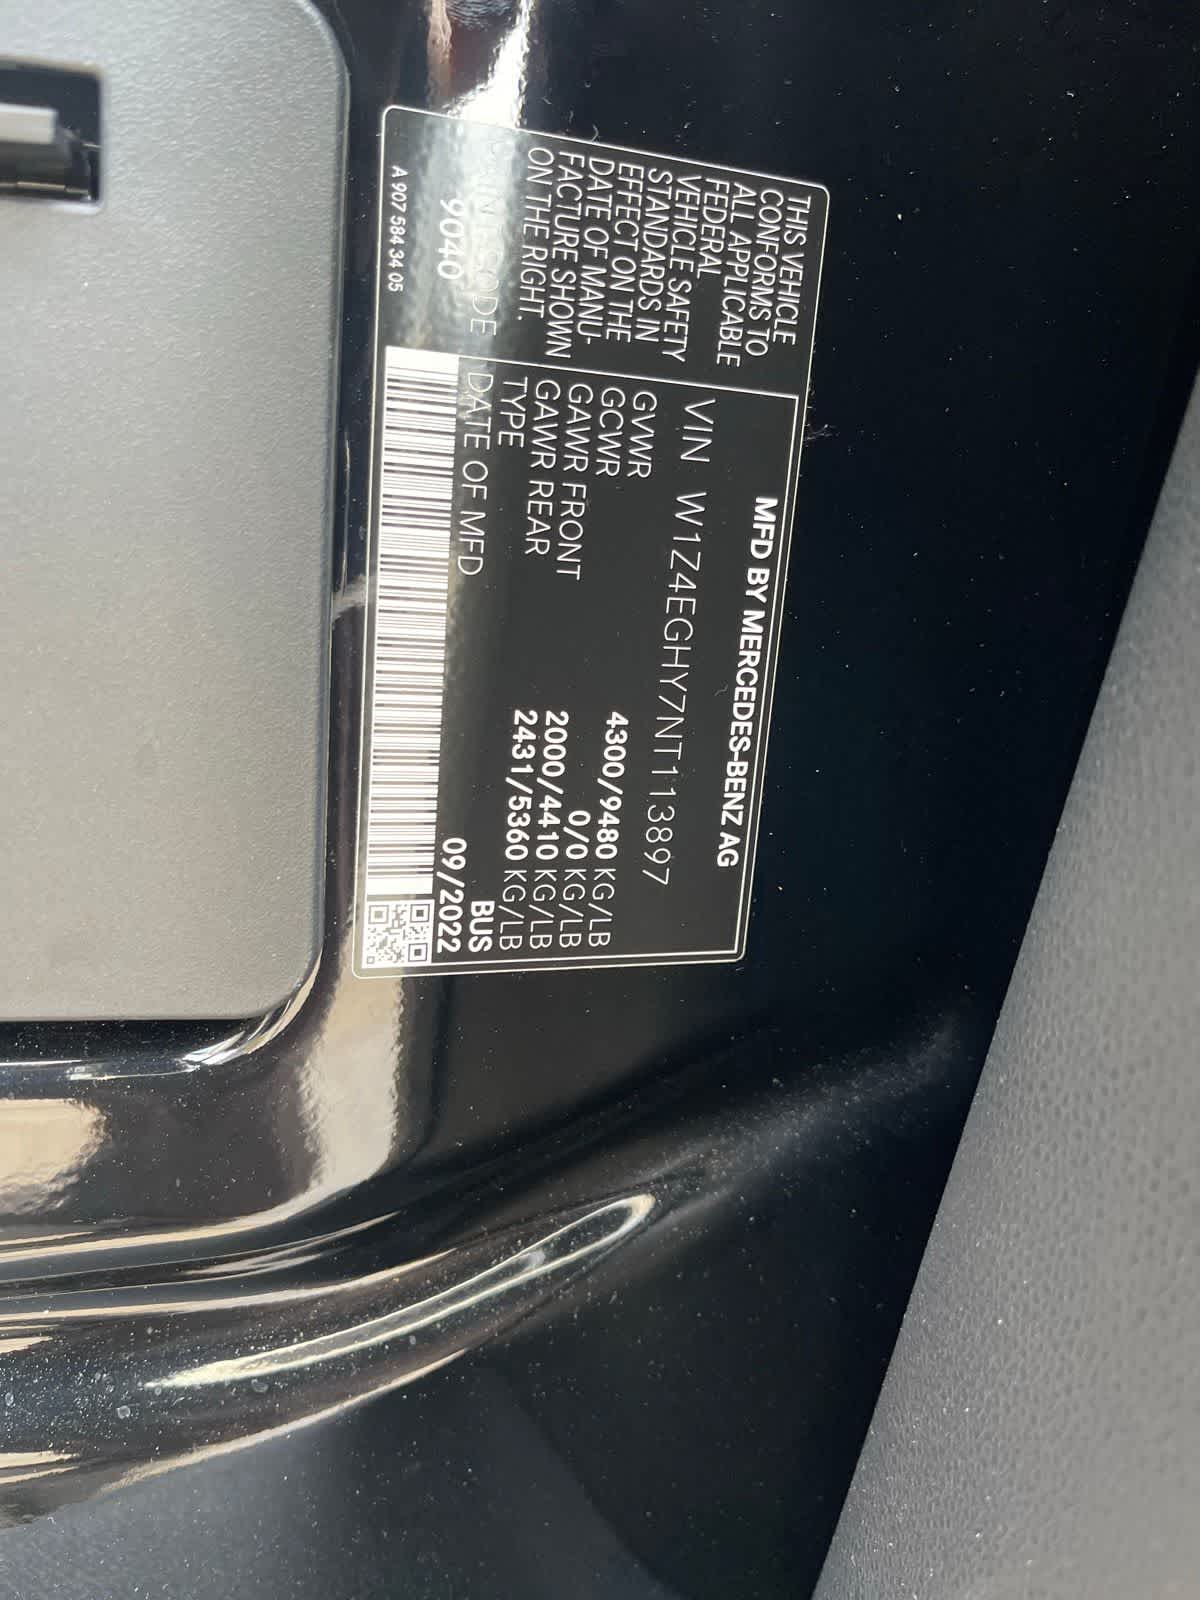 THIS VEHICLE
CONFORMS TO
ALL APPLICABLE
FEDERAL
VEHICLE SAFETY
STANDARDS IN
EFFECT ON THE
DATE OF MANU-
FACTURE SHOWN
ON THE RIGHT.
PAINT CODE
9040
A 907 584 34 05
MFD BY MERCEDES-BENZ AG
VIN W1Z4EGHY7NT113897
GVWR 4300/9480 KG/LB
GCWR 0/0 KG/LB
GAWR FRONT 2000/4410 KG/LB
GAWR REAR 2431/5360 KG/LB
TYPE BUS
DATE OF MFD 09/2022